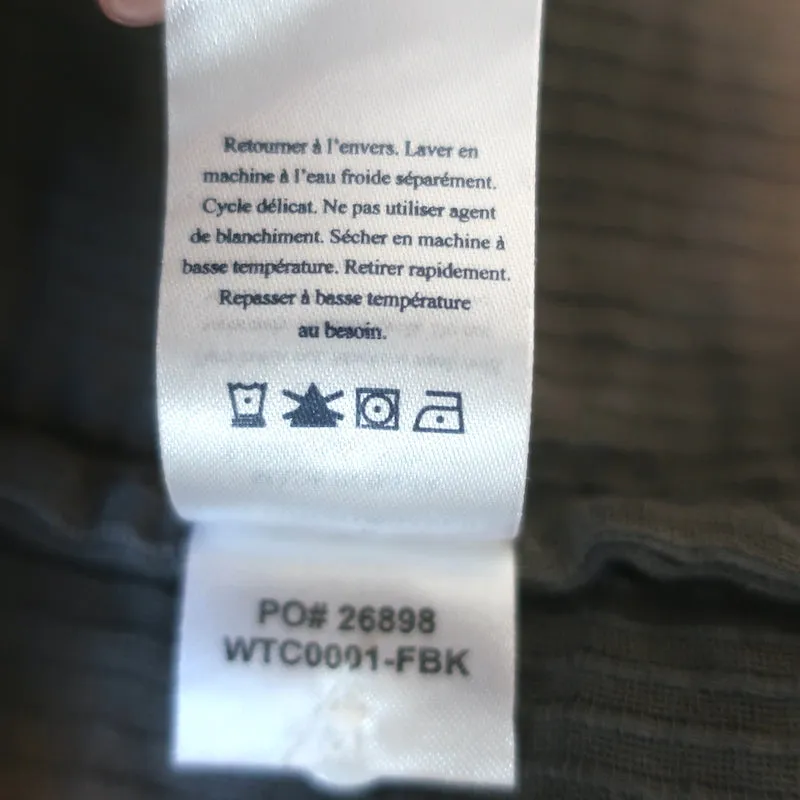 Retourner à l'envers. Laver en
machine à l'eau froide séparément.
Cycle délicat. Ne pas utiliser agent
de blanchiment. Sécher en machine à
basse température. Retirer rapidement.
Repasser à basse température
au besoin.
PO# 26898
WTC0001-FBK